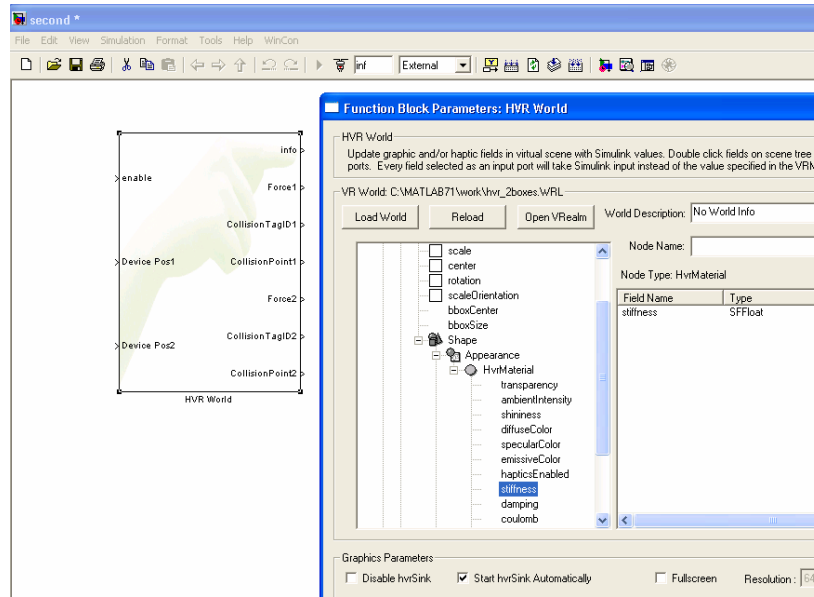 second *
File Edit View Simulation Format Tools Help WinCon
inf External
info
enable
Force1
CollisionTagID1
Device Pos1 CollisionPoint1
Force2
CollisionTagID2
Device Pos2
CollisionPoint2
HVR World
Function Block Parameters: HVR World
HVR World
Update graphic and/or haptic fields in virtual scene with Simulink values. Double click fields on scene tree
ports. Every field selected as an input port will take Simulink input instead of the value specified in the VRM
VR World: C:\MATLAB71\work\hvr_2boxes.WRL
Load World Reload Open VRealm World Description: No World Info
scale
center
rotation
scaleOrientation
bboxCenter
bboxSize
Shape
Appearance
HvrMaterial
transparency
ambientIntensity
shininess
diffuseColor
specularColor
emissiveColor
hapticsEnabled
stiffness
damping
coulomb
Node Name:
Node Type: HvrMaterial
Field Name Type
stiffness SFFloat
Graphics Parameters
Disable hvrSink Start hvrSink Automatically Fullscreen Resolution : 64